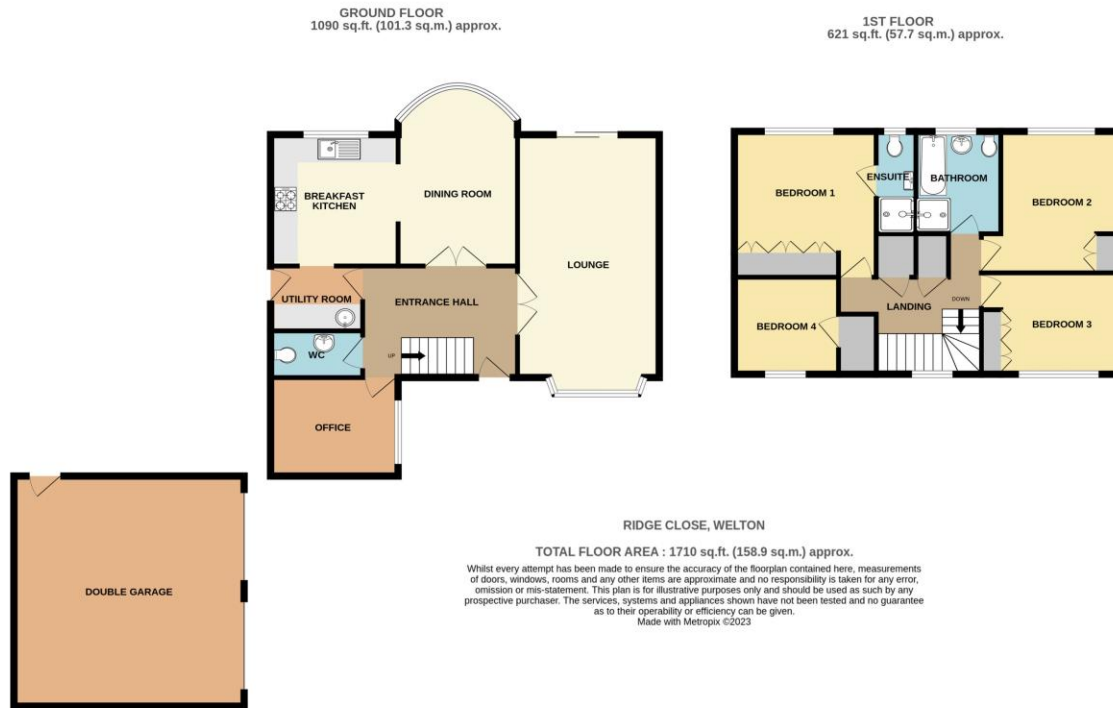 GROUND FLOOR
1090 sq.ft. (101.3 sq.m.) approx.
1ST FLOOR
621 sq.ft. (57.7 sq.m.) approx.
BREAKFAST
KITCHEN
DINING ROOM
LOUNGE
UTILITY ROOM
ENTRANCE HALL
WC
UP
OFFICE
DOUBLE GARAGE
BEDROOM 1
ENSUITE
BATHROOM
BEDROOM 2
LANDING
DOWN
BEDROOM 4
BEDROOM 3
RIDGE CLOSE, WELTON
TOTAL FLOOR AREA : 1710 sq.ft. (158.9 sq.m.) approx.
Whilst every attempt has been made to ensure the accuracy of the floorplan contained here, measurements
of doors, windows, rooms and any other items are approximate and no responsibility is taken for any error,
omission or mis-statement. This plan is for illustrative purposes only and should be used as such by any
prospective purchaser. The services, systems and appliances shown have not been tested and no guarantee
as to their operability or efficiency can be given.
Made with Metropix ©2023